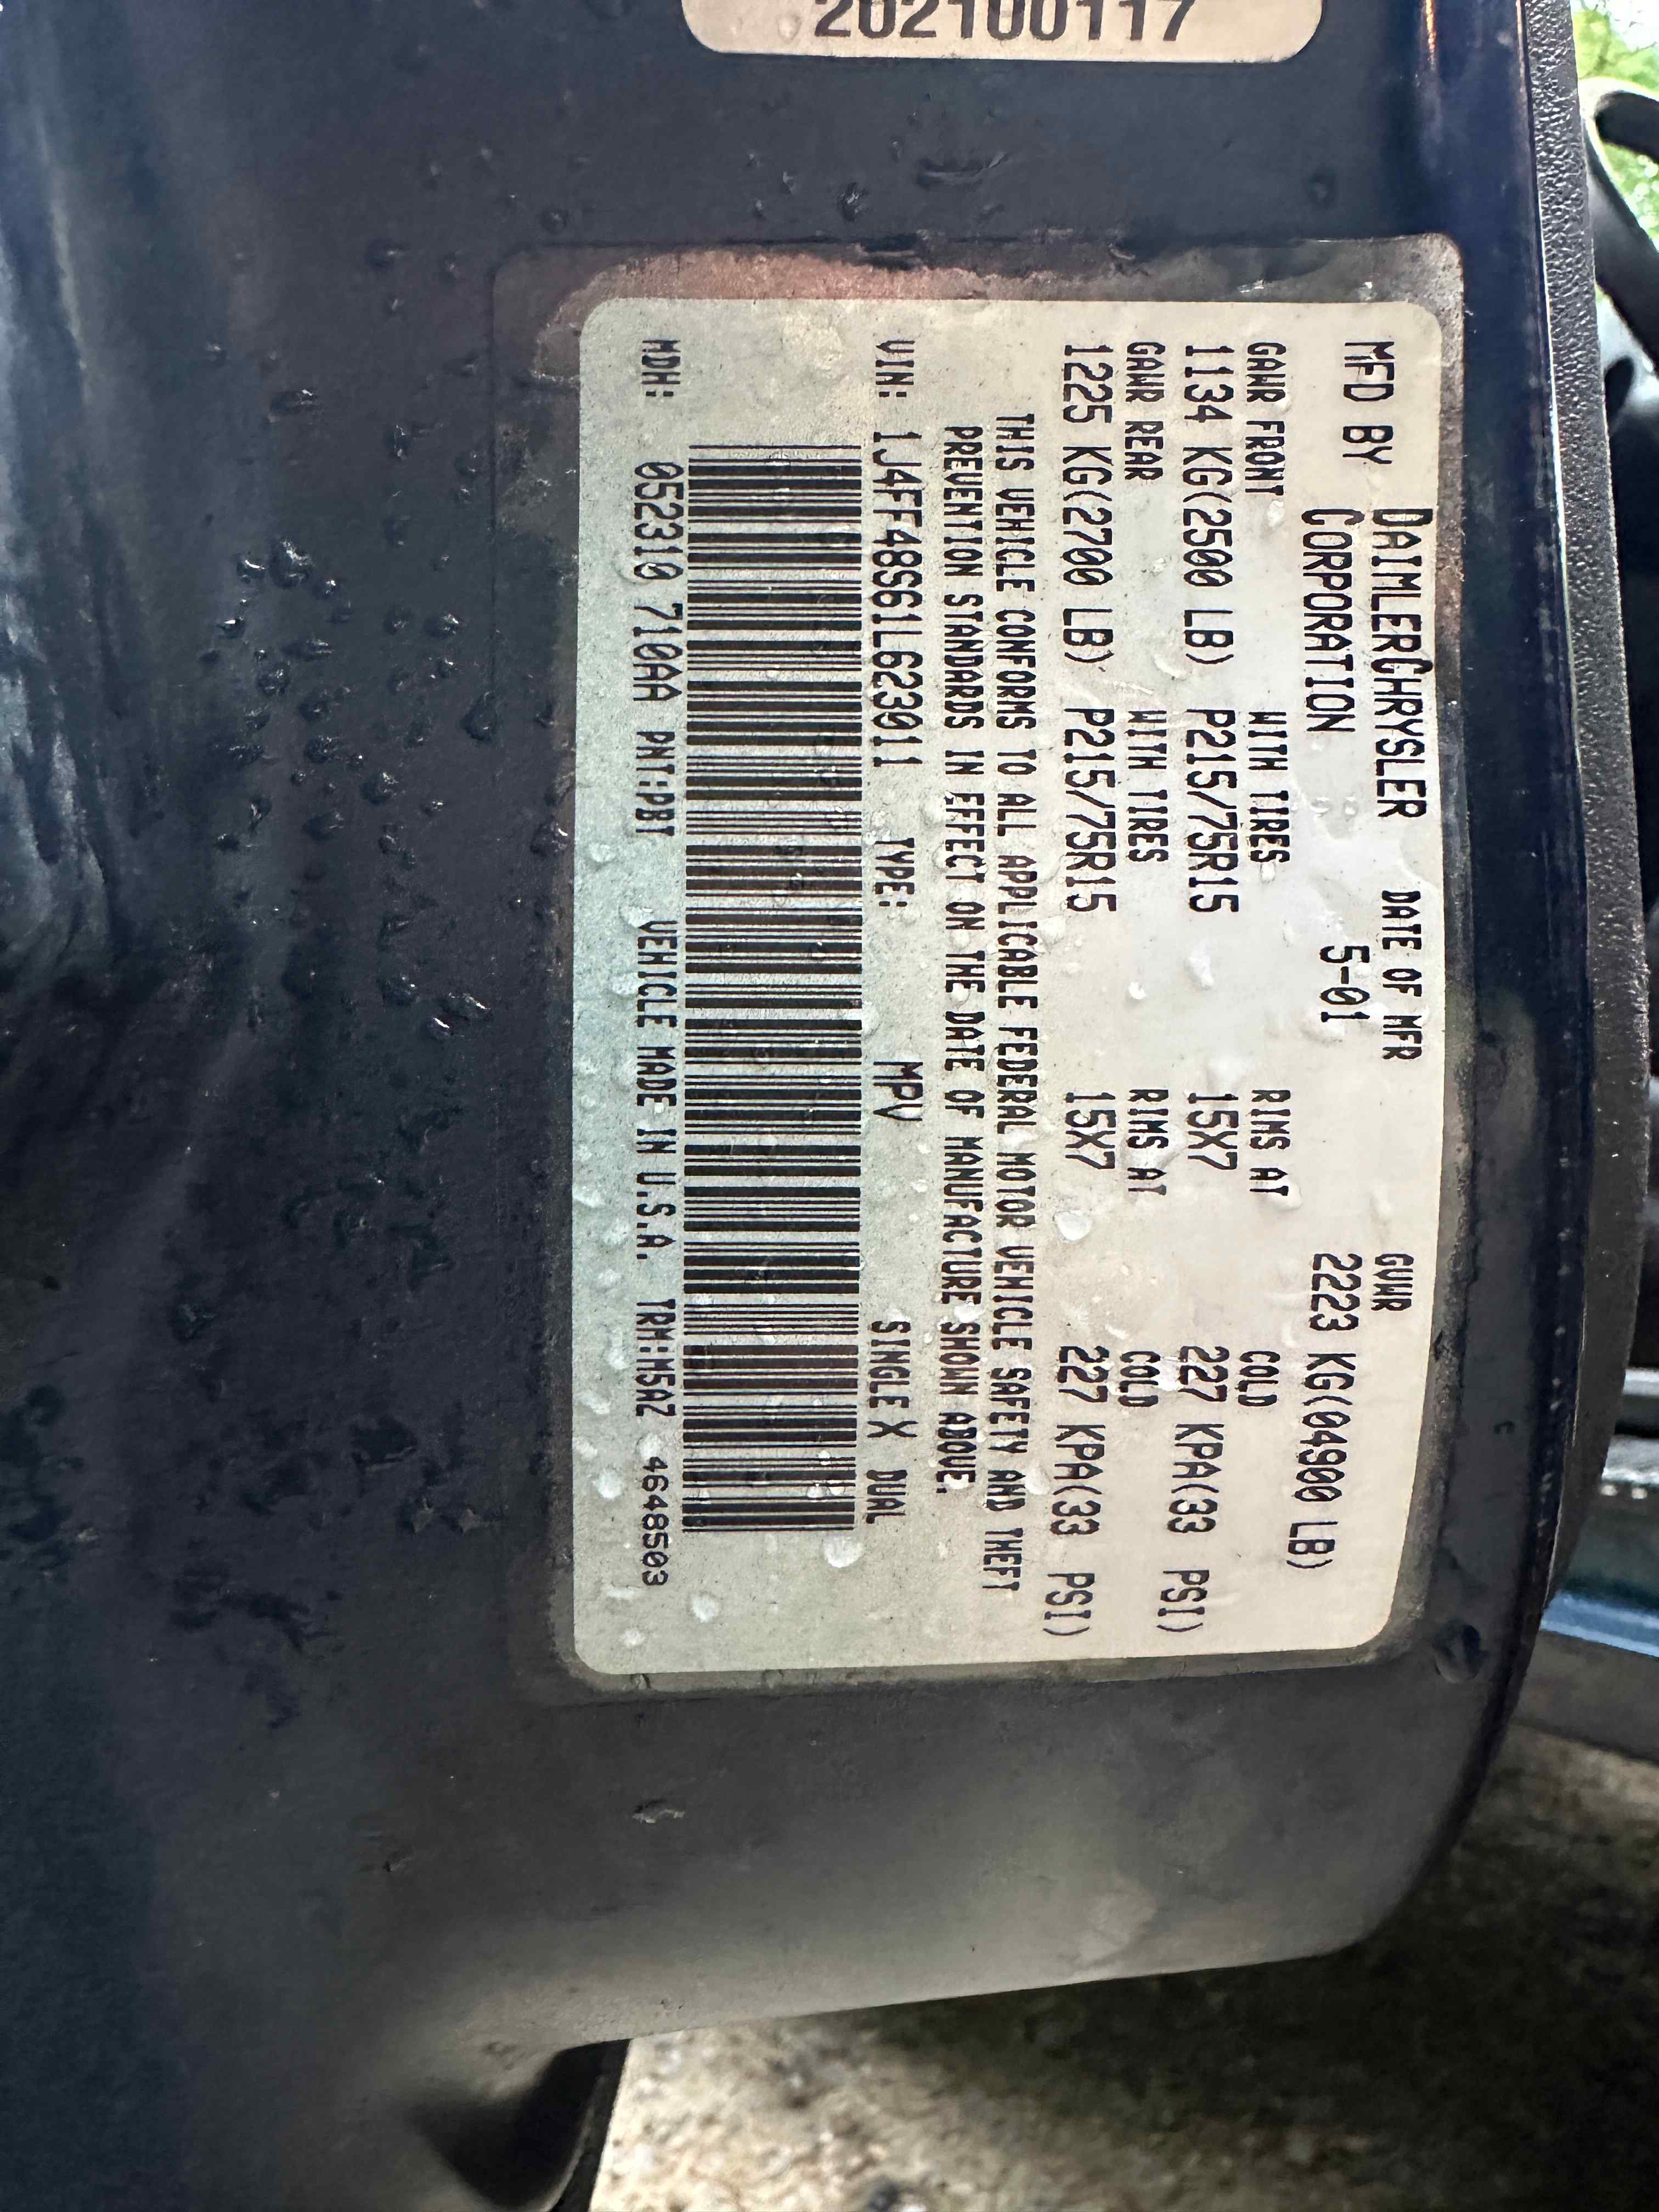 202100117
MFD BY DAIMLERCHRYSLER CORPORATION DATE OF MFR 5-01 GVWR 2223 KG(04900 LB)
GAWR FRONT WITH TIRES RIMS AT COLD
1134 KG(2500 LB) P215/75R15 15X7 227 KPA(33 PSI)
GAWR REAR WITH TIRES RIMS AT COLD
1225 KG(2700 LB) P215/75R15 15X7 227 KPA(33 PSI)
THIS VEHICLE CONFORMS TO ALL APPLICABLE FEDERAL MOTOR VEHICLE SAFETY AND THEFT
PREVENTION STANDARDS IN EFFECT ON THE DATE OF MANUFACTURE SHOWN ABOVE.
VIN: 1J4FF48S61L623011 TYPE: MPV SINGLE X DUAL
MDH: 052310 710AA PNT:PBT VEHICLE MADE IN U.S.A. TRM:M5AZ 4648503